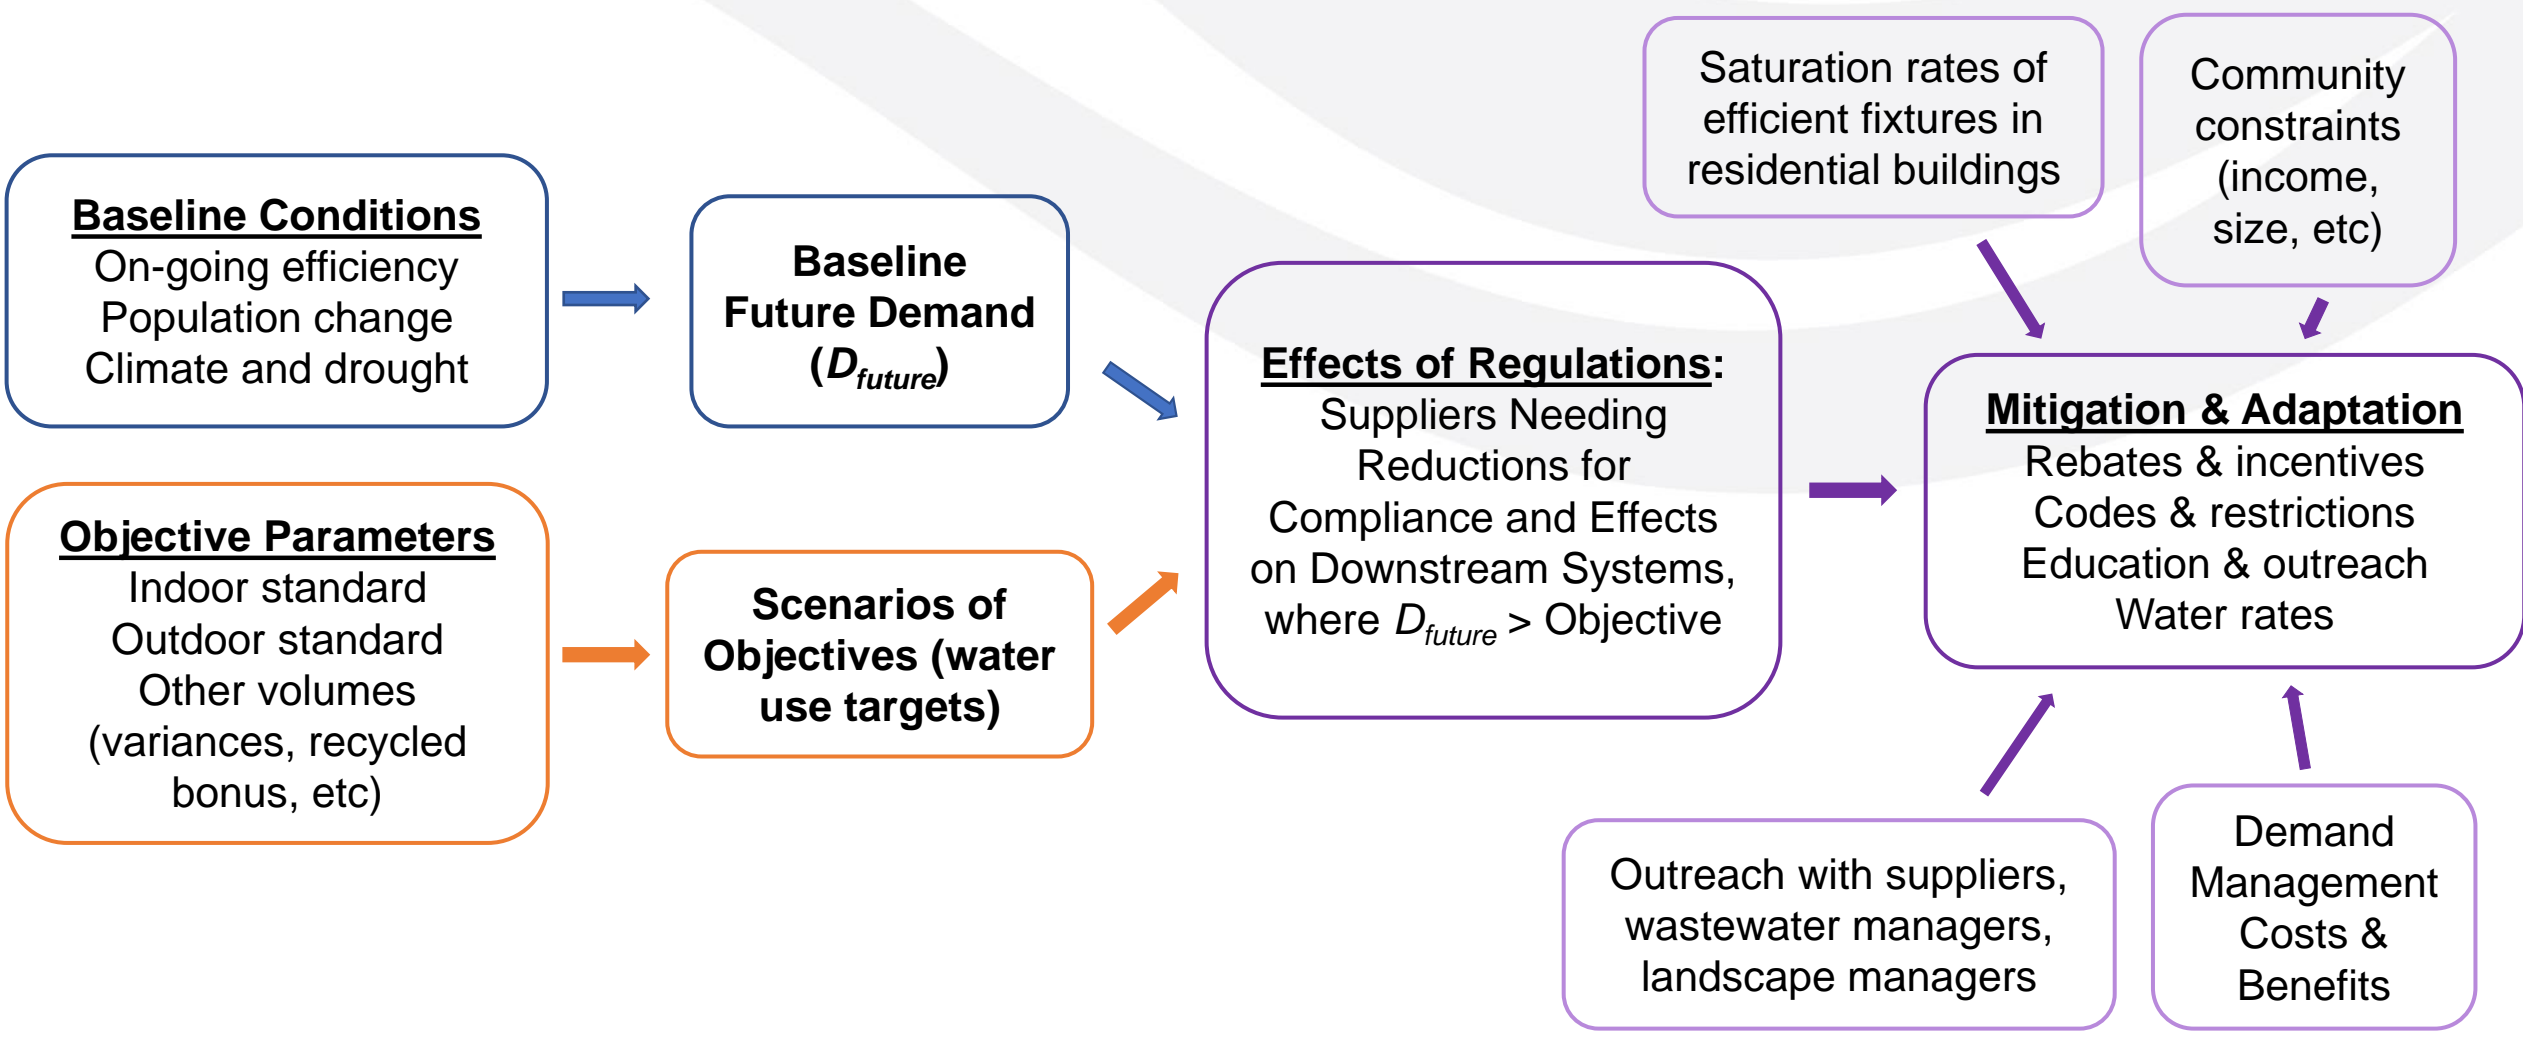 Baseline Conditions
On-going efficiency
Population change
Climate and drought
Baseline
Future Demand
(Dfuture)
Objective Parameters
Indoor standard
Outdoor standard
Other volumes
(variances, recycled
bonus, etc)
Scenarios of
Objectives (water
use targets)
Effects of Regulations:
Suppliers Needing
Reductions for
Compliance and Effects
on Downstream Systems,
where Dfuture > Objective
Saturation rates of
efficient fixtures in
residential buildings
Community
constraints
(income,
size, etc)
Mitigation & Adaptation
Rebates & incentives
Codes & restrictions
Education & outreach
Water rates
Outreach with suppliers,
wastewater managers,
landscape managers
Demand
Management
Costs &
Benefits